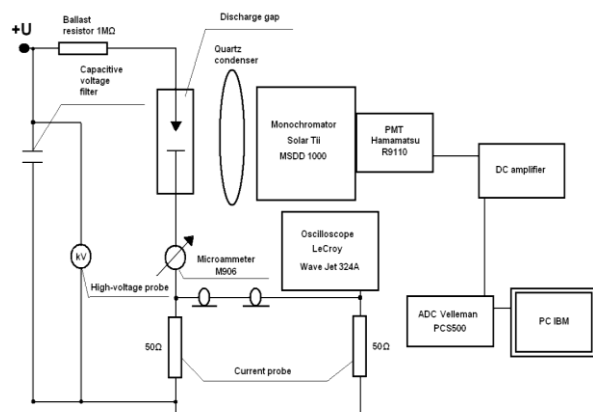 +U
Ballast
resistor 1MΩ
Discharge gap
Quartz
condenser
Capacitive
voltage
filter
Monochromator
Solar Tii
MSDD 1000
PMT
Hamamatsu
R9110
DC amplifier
Oscilloscope
LeCroy
Wave Jet 324A
Microammeter
M906
kV
High-voltage probe
ADC Velleman
PCS500
PC IBM
50Ω
50Ω
Current probe